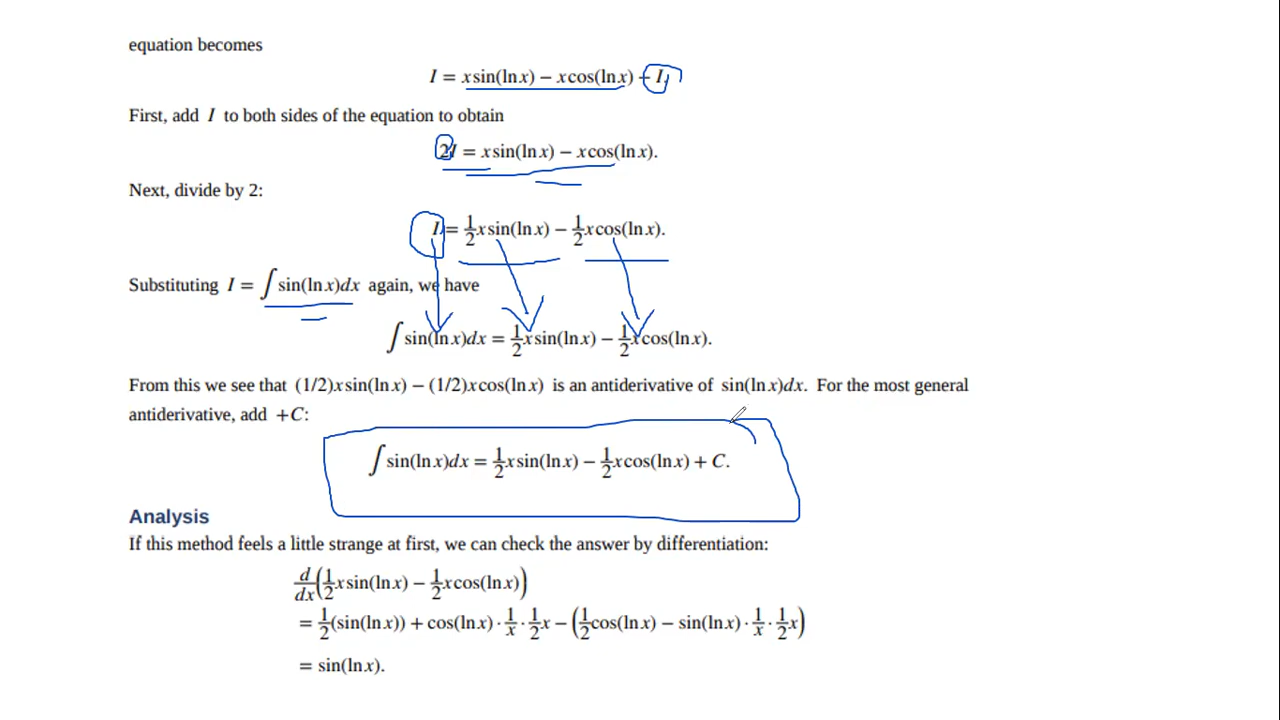 equation becomes
I = x sin(ln x) − x cos(ln x) − I.
First, add I to both sides of the equation to obtain
2I = x sin(ln x) − x cos(ln x).
Next, divide by 2:
I = 1/2 x sin(ln x) − 1/2 x cos(ln x).
Substituting I = ∫ sin(ln x)dx again, we have
∫ sin(ln x)dx = 1/2 x sin(ln x) − 1/2 x cos(ln x).
From this we see that (1/2)x sin(ln x) − (1/2)x cos(ln x) is an antiderivative of sin(ln x)dx. For the most general
antiderivative, add +C:
∫ sin(ln x)dx = 1/2 x sin(ln x) − 1/2 x cos(ln x) + C.
Analysis
If this method feels a little strange at first, we can check the answer by differentiation:
d/dx(1/2 x sin(ln x) − 1/2 x cos(ln x))
= 1/2(sin(ln x)) + cos(ln x) · 1/x · 1/2 x − (1/2 cos(ln x) − sin(ln x) · 1/x · 1/2 x)
= sin(ln x).